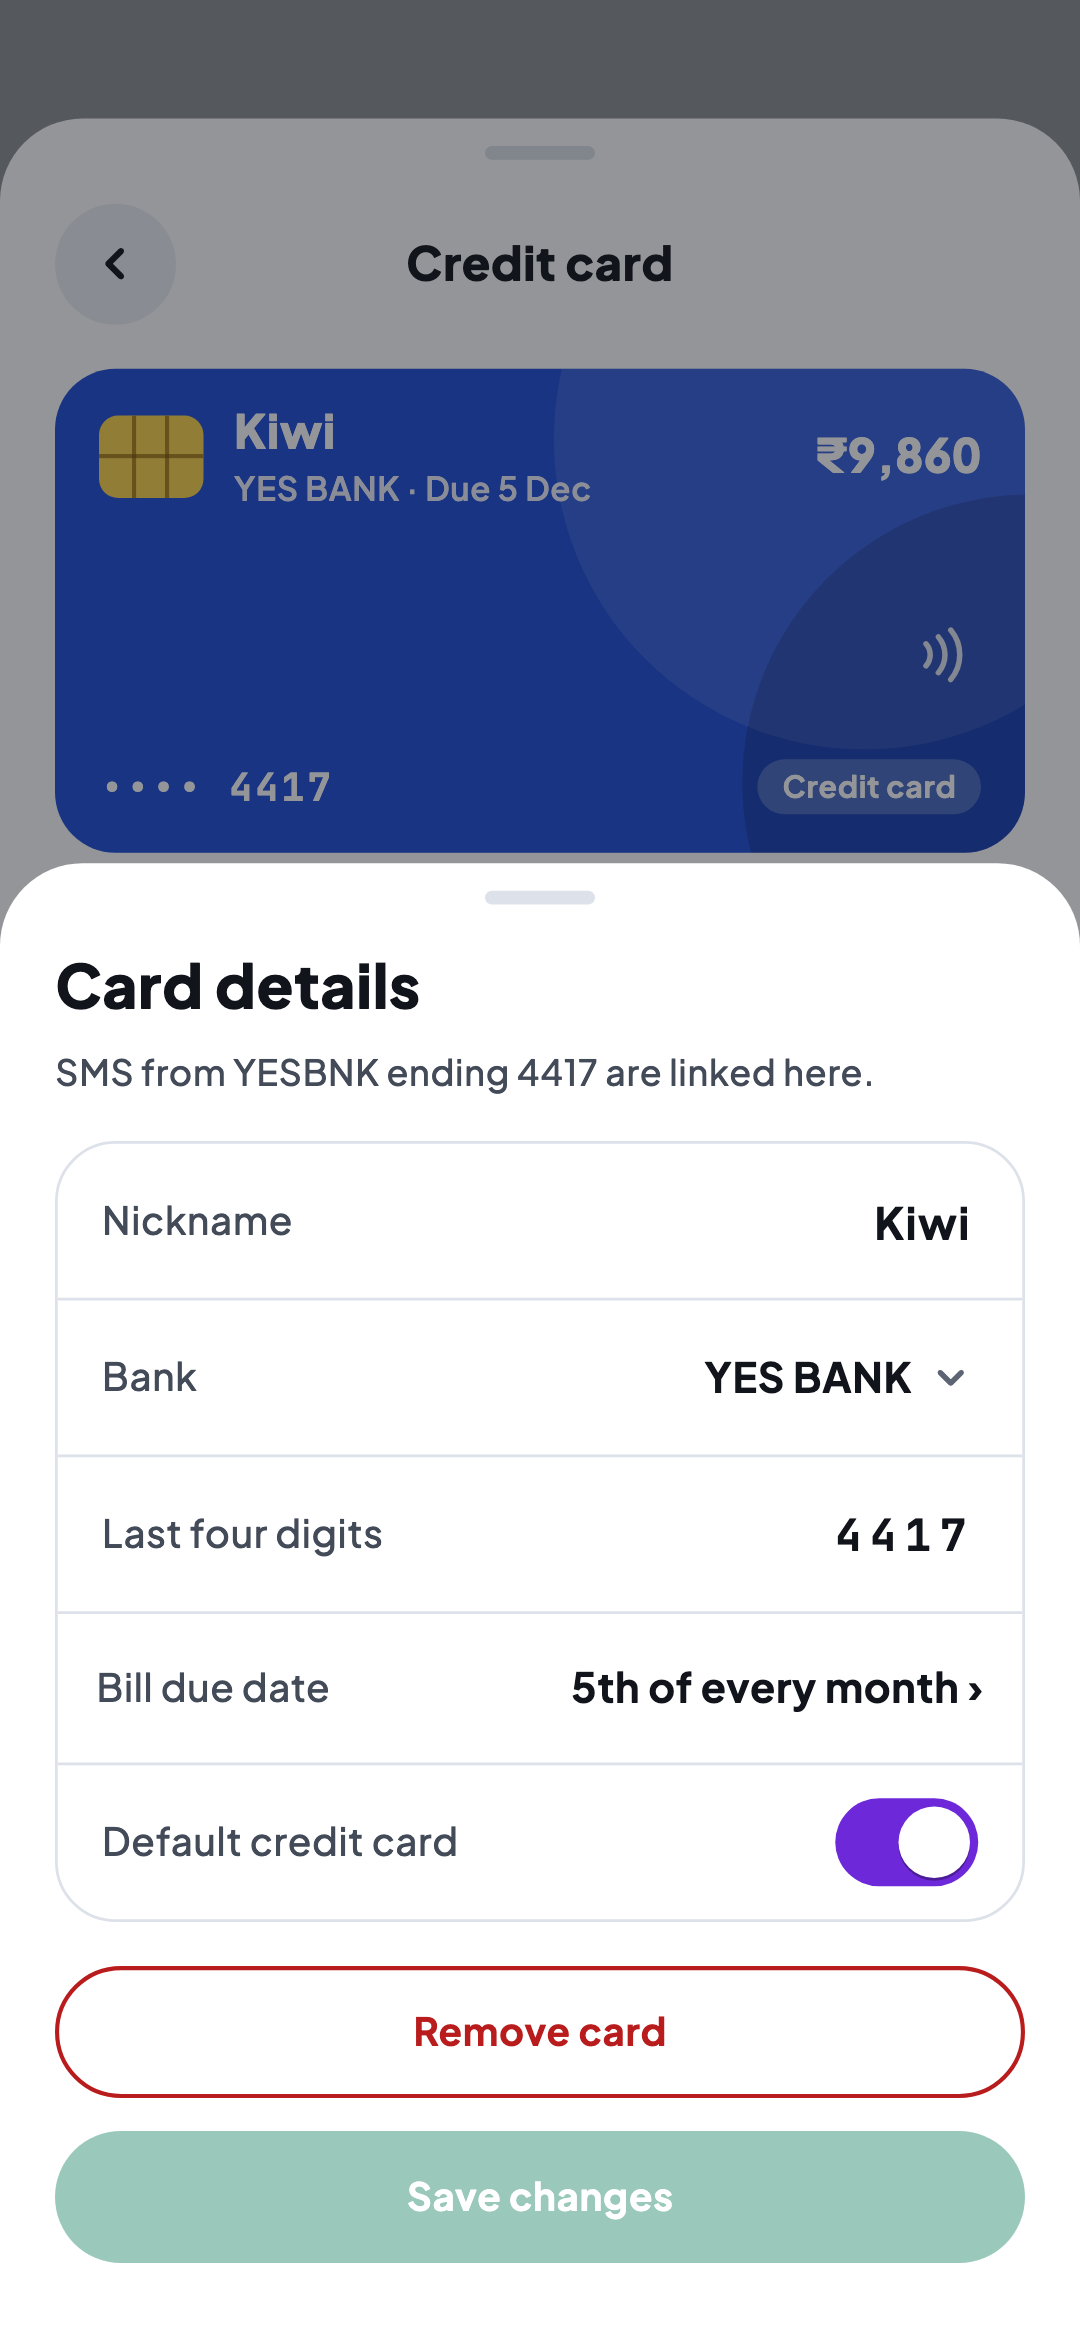 Credit card
Kiwi
₹9,860
YES BANK · Due 5 Dec
•••• 4417
Credit card
Card details
SMS from YESBNK ending 4417 are linked here.
Nickname Kiwi
Bank YES BANK
Last four digits 4417
Bill due date 5th of every month ›
Default credit card
Remove card
Save changes